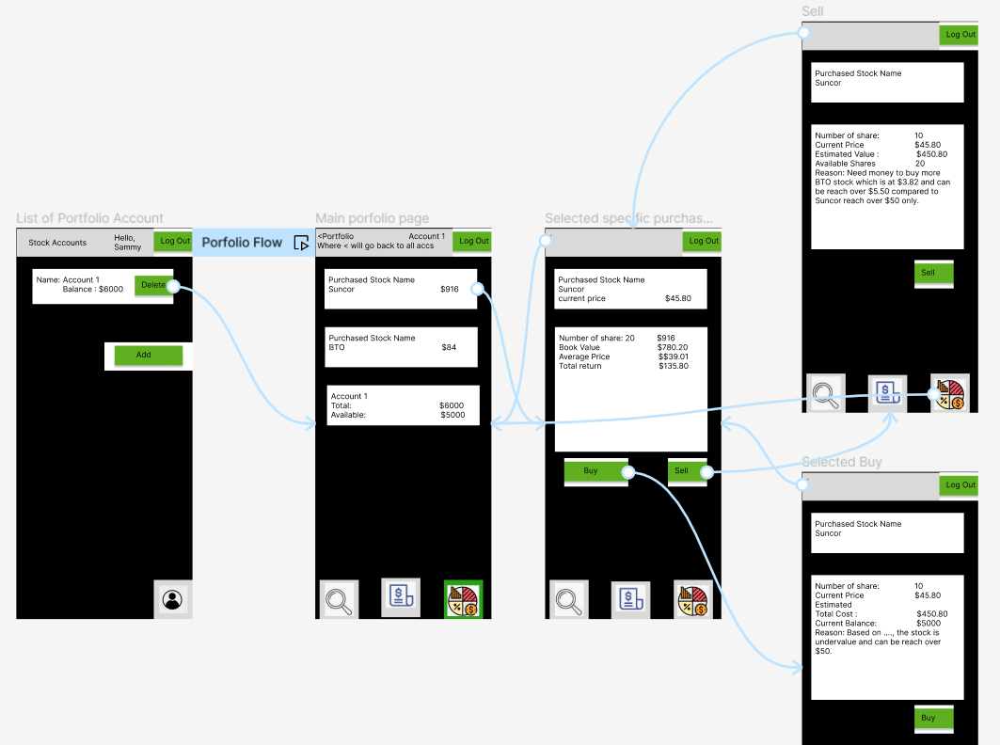 Sell
Log Out
Purchased Stock Name
Suncor
Number of share: 10
Current Price $45.80
Estimated Value : $450.80
Available Shares 20
Reason: Need money to buy more
BTO stock which is at $3.82 and can
be reach over $5.50 compared to
Suncor reach over $50 only.
Sell
List of Portfolio Account
Stock Accounts
Hello,
Sammy
Log Out
Name: Account 1
Balance : $6000
Delete
Add
Porfolio Flow
Main porfolio page
<Portfolio Account 1
Where < will go back to all accs
Log Out
Purchased Stock Name
Suncor $916
Purchased Stock Name
BTO $84
Account 1
Total: $6000
Available: $5000
Selected specific purchas...
Log Out
Purchased Stock Name
Suncor
current price $45.80
Number of share: 20 $916
Book Value $780.20
Average Price $$39.01
Total return $135.80
Buy
Sell
Selected Buy
Log Out
Purchased Stock Name
Suncor
Number of share: 10
Current Price $45.80
Estimated
Total Cost : $450.80
Current Balance: $5000
Reason: Based on ...., the stock is
undervalue and can be reach over
$50.
Buy